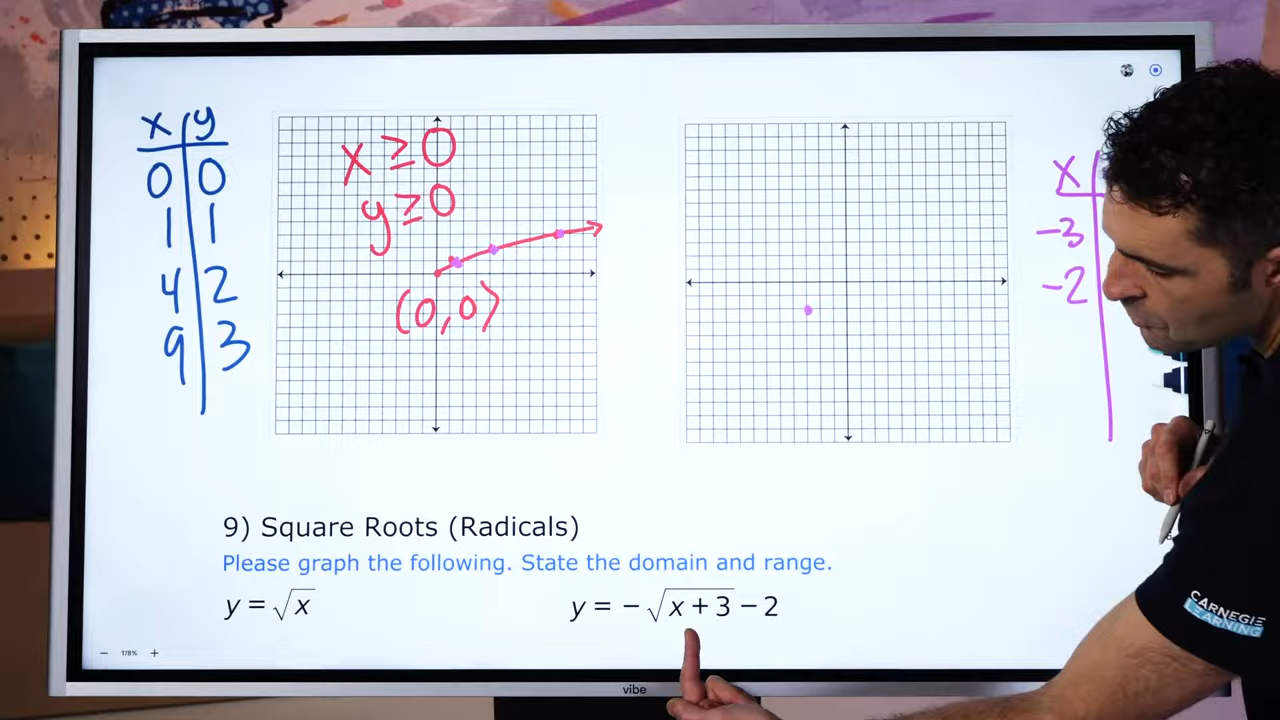 x y
0 0
1 1
4 2
9 3
x ≥ 0
y ≥ 0
(0,0)
x
-3
-2
9) Square Roots (Radicals)
Please graph the following. State the domain and range.
y = √x
y = −√x + 3 − 2
− 178% +
vibe
CARNEGIE
LEARNING